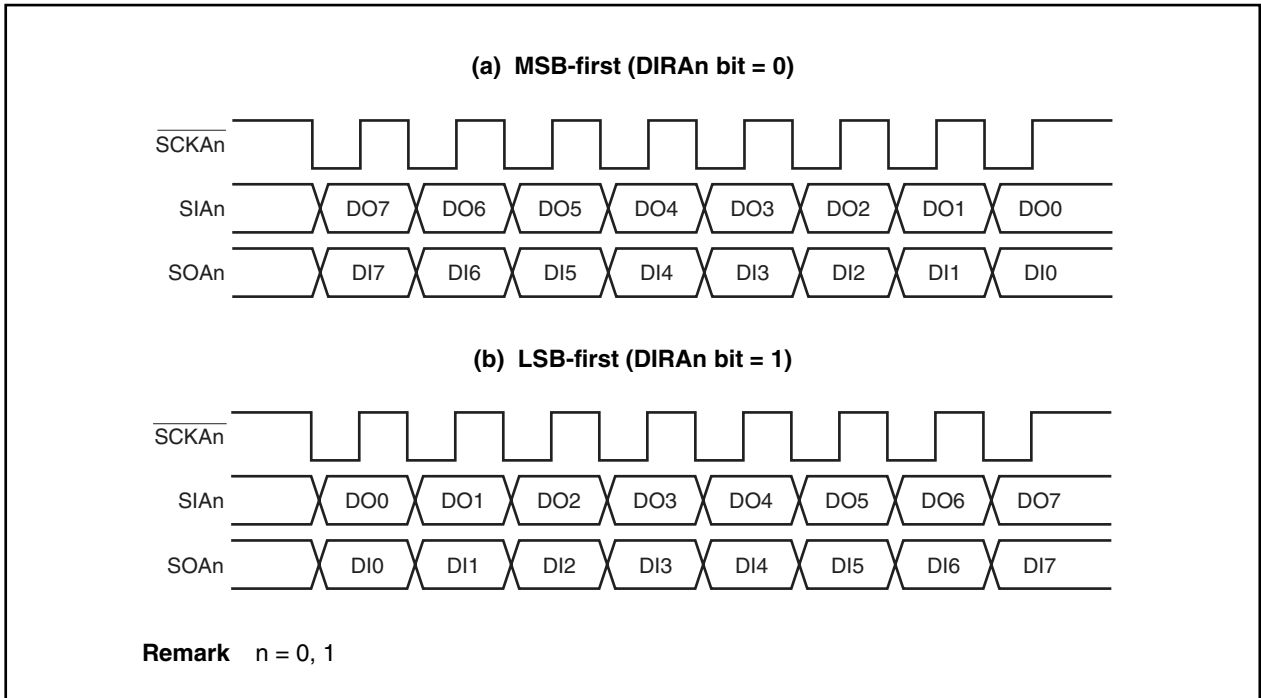 (a) MSB-first (DIRAn bit = 0)
SCKAn
SIAn DO7 DO6 DO5 DO4 DO3 DO2 DO1 DO0
SOAn DI7 DI6 DI5 DI4 DI3 DI2 DI1 DI0
(b) LSB-first (DIRAn bit = 1)
SCKAn
SIAn DO0 DO1 DO2 DO3 DO4 DO5 DO6 DO7
SOAn DI0 DI1 DI2 DI3 DI4 DI5 DI6 DI7
Remark n = 0, 1